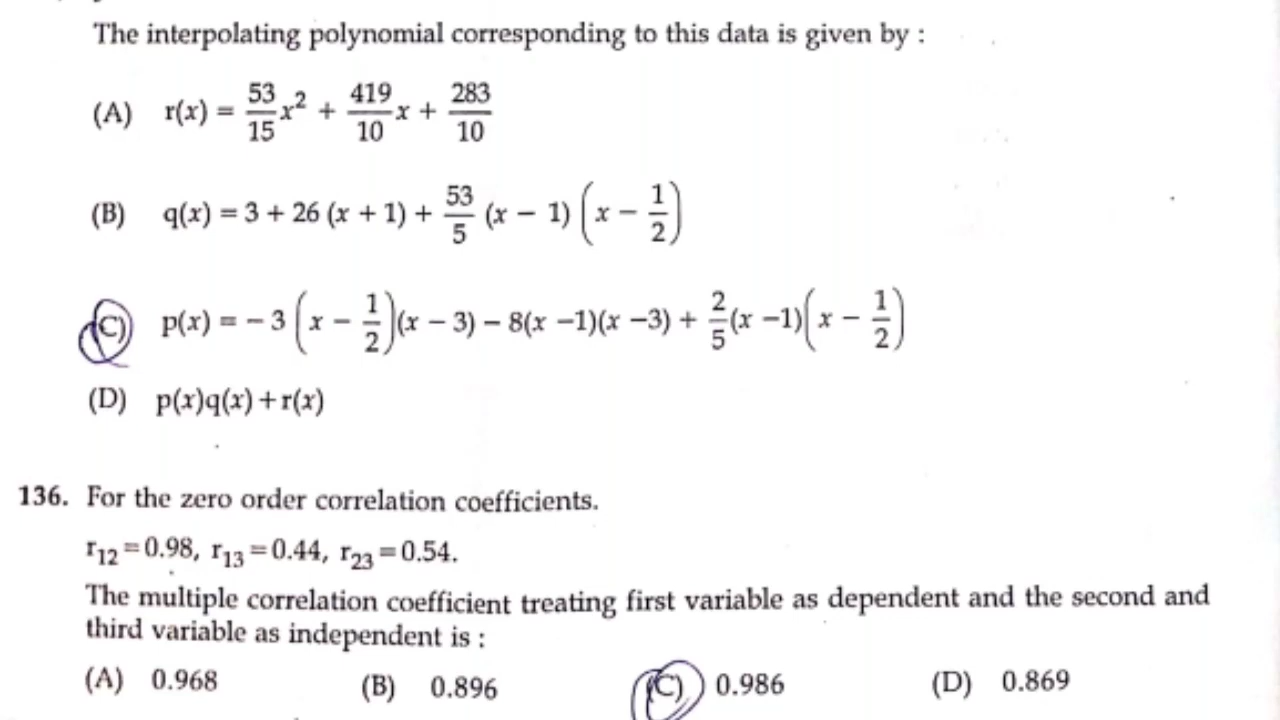 The interpolating polynomial corresponding to this data is given by :
(A) r(x) = 53/15 x² + 419/10 x + 283/10
(B) q(x) = 3 + 26 (x + 1) + 53/5 (x − 1) (x − 1/2)
(C) p(x) = − 3 (x − 1/2)(x − 3) − 8(x −1)(x −3) + 2/5 (x −1)(x − 1/2)
(D) p(x)q(x) + r(x)
136. For the zero order correlation coefficients.
r₁₂ = 0.98, r₁₃ = 0.44, r₂₃ = 0.54.
The multiple correlation coefficient treating first variable as dependent and the second and
third variable as independent is :
(A) 0.968 (B) 0.896 (C) 0.986 (D) 0.869